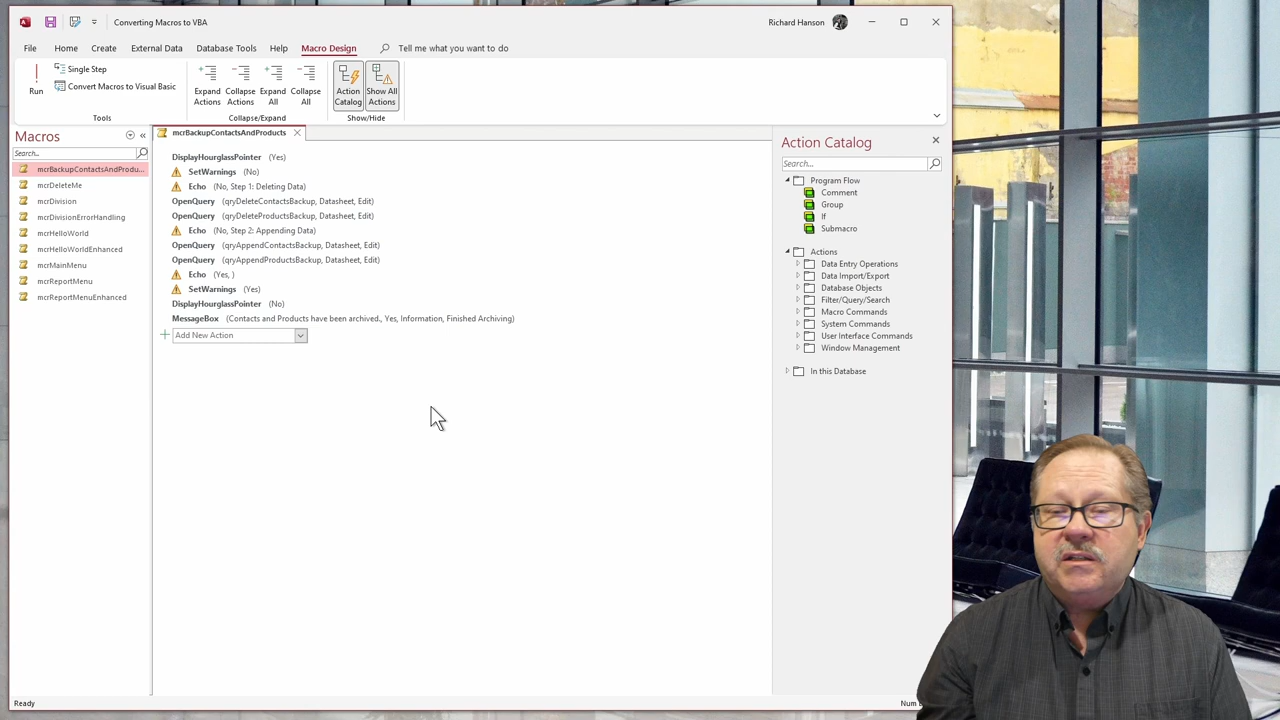 Converting Macros to VBA
Richard Hanson
File Home Create External Data Database Tools Help Macro Design Tell me what you want to do
Run
Single Step
Convert Macros to Visual Basic
Tools
Expand Actions
Collapse Actions
Expand All
Collapse All
Collapse/Expand
Action Catalog
Show All Actions
Show/Hide
Macros
Search...
mcrBackupContactsAndProdu...
mcrDeleteMe
mcrDivision
mcrDivisionErrorHandling
mcrHelloWorld
mcrHelloWorldEnhanced
mcrMainMenu
mcrReportMenu
mcrReportMenuEnhanced
mcrBackupContactsAndProducts
DisplayHourglassPointer (Yes)
SetWarnings (No)
Echo (No, Step 1: Deleting Data)
OpenQuery (qryDeleteContactsBackup, Datasheet, Edit)
OpenQuery (qryDeleteProductsBackup, Datasheet, Edit)
Echo (No, Step 2: Appending Data)
OpenQuery (qryAppendContactsBackup, Datasheet, Edit)
OpenQuery (qryAppendProductsBackup, Datasheet, Edit)
Echo (Yes, )
SetWarnings (Yes)
DisplayHourglassPointer (No)
MessageBox (Contacts and Products have been archived., Yes, Information, Finished Archiving)
Add New Action
Action Catalog
Search...
Program Flow
Comment
Group
If
Submacro
Actions
Data Entry Operations
Data Import/Export
Database Objects
Filter/Query/Search
Macro Commands
System Commands
User Interface Commands
Window Management
In this Database
Ready
Num